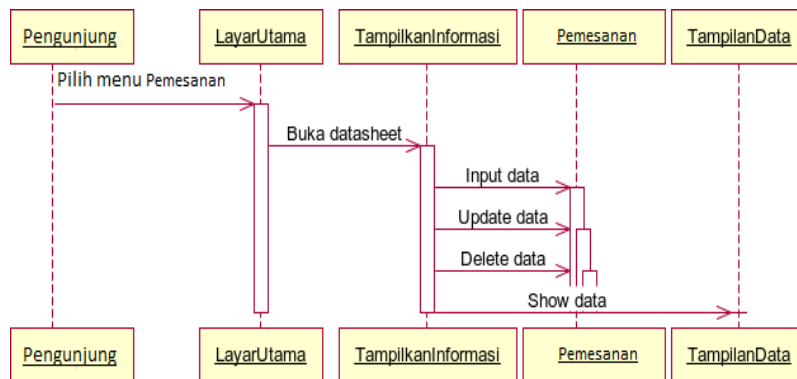 Pengunjung
LayarUtama
TampilkanInformasi
Pemesanan
TampilanData
Pilih menu Pemesanan
Buka datasheet
Input data
Update data
Delete data
Show data
Pengunjung
LayarUtama
TampilkanInformasi
Pemesanan
TampilanData